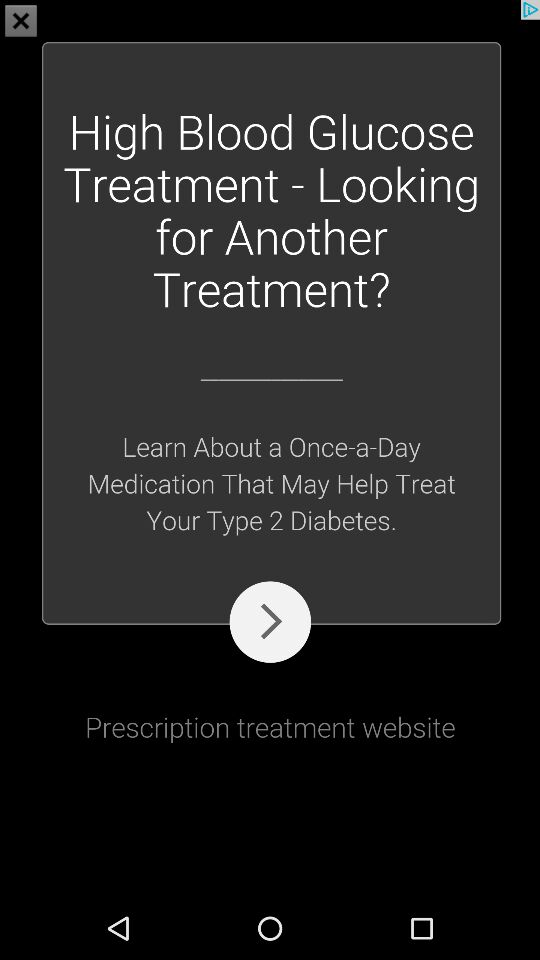 High Blood Glucose
Treatment - Looking
for Another
Treatment?
Learn About a Once-a-Day
Medication That May Help Treat
Your Type 2 Diabetes.
Prescription treatment website